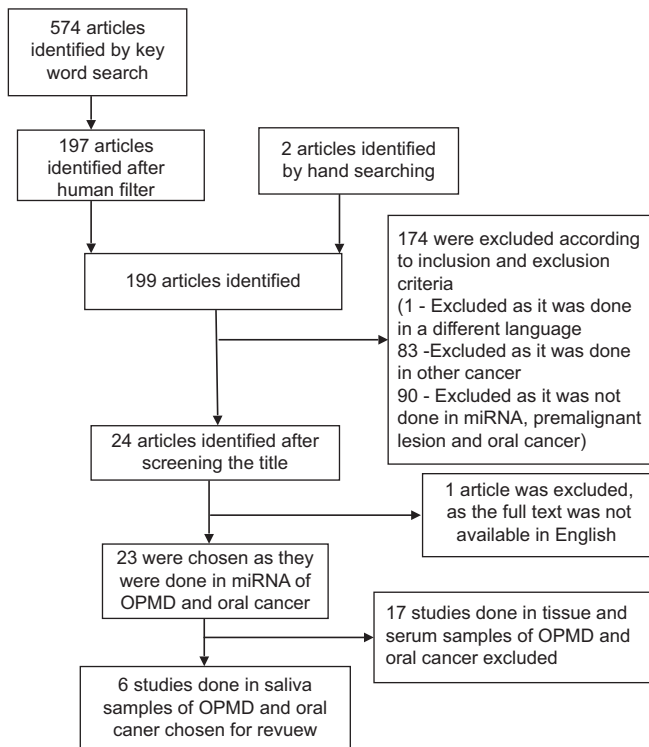 574 articles
identified by key
word search
197 articles
identified after
human filter
2 articles identified
by hand searching
199 articles identified
174 were excluded according
to inclusion and exclusion
criteria
(1 - Excluded as it was done
in a different language
83 -Excluded as it was done
in other cancer
90 - Excluded as it was not
done in miRNA, premalignant
lesion and oral cancer)
24 articles identified after
screening the title
1 article was excluded,
as the full text was not
available in English
23 were chosen as they
were done in miRNA of
OPMD and oral cancer
17 studies done in tissue and
serum samples of OPMD and
oral cancer excluded
6 studies done in saliva
samples of OPMD and oral
caner chosen for revuew